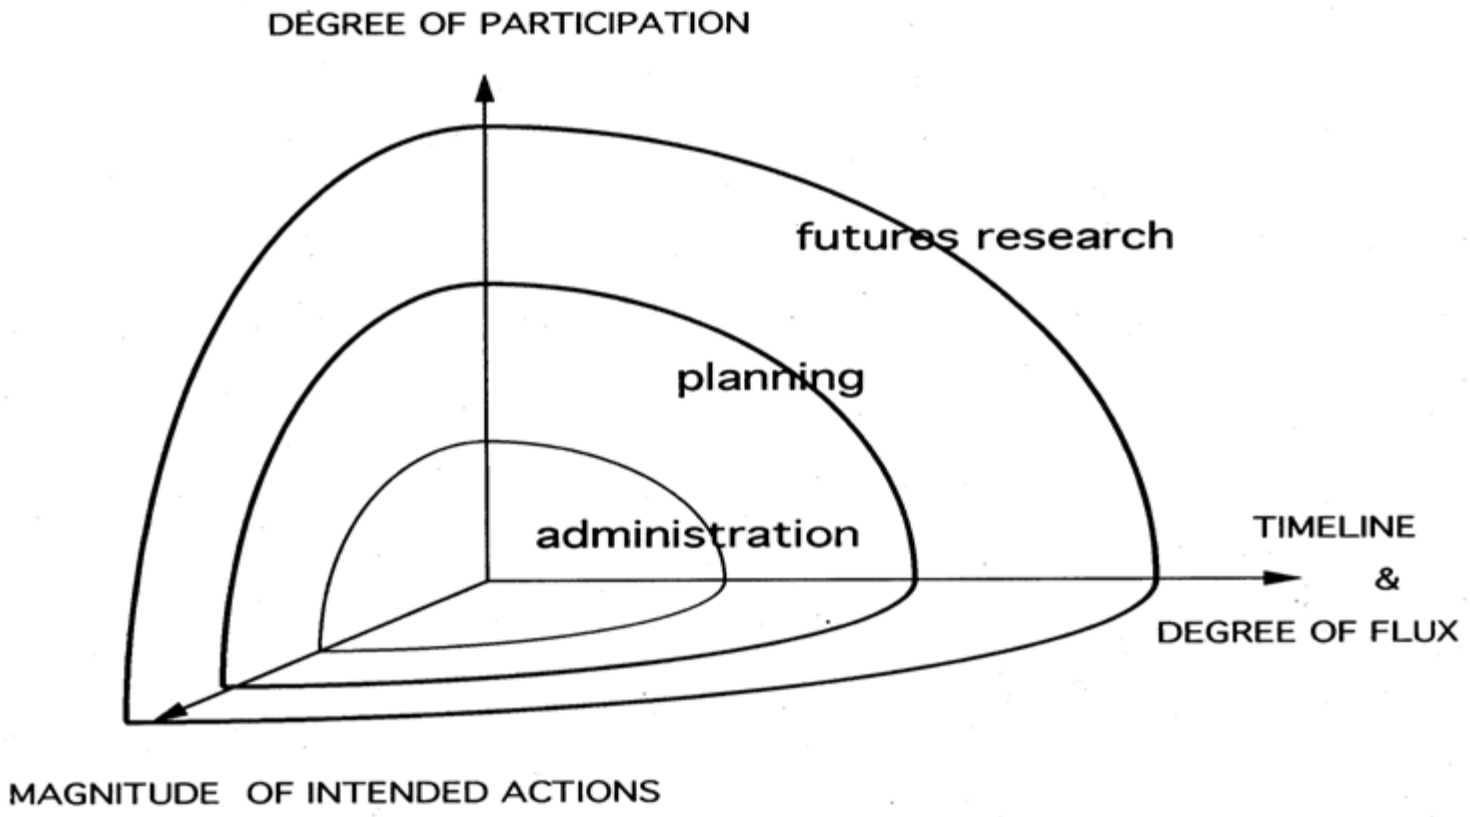 DEGREE OF PARTICIPATION
futures research
planning
administration
TIMELINE
&
DEGREE OF FLUX
MAGNITUDE OF INTENDED ACTIONS